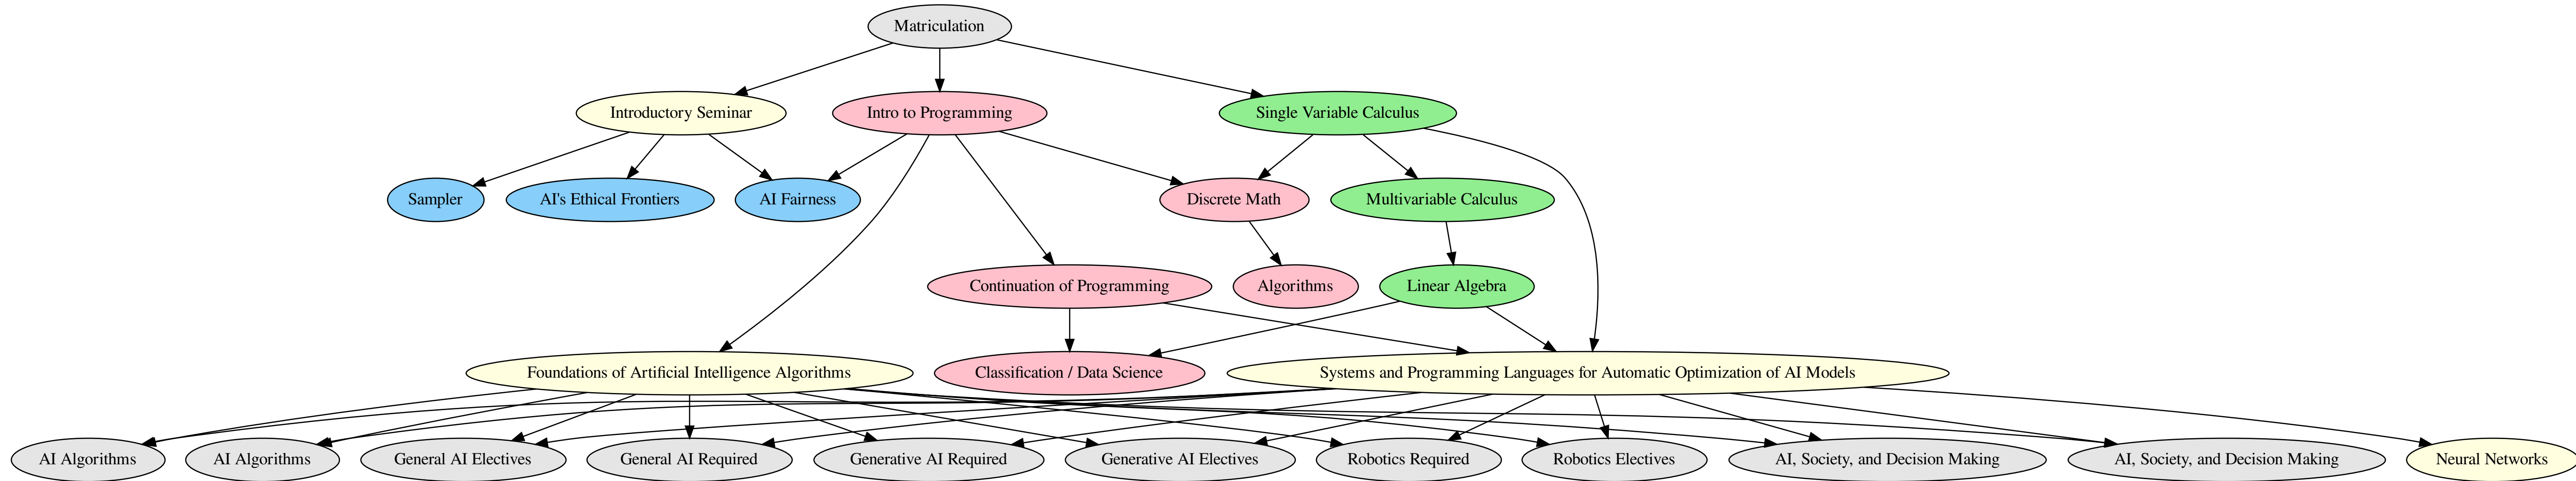 Matriculation
Introductory Seminar
Intro to Programming
Single Variable Calculus
Sampler
AI's Ethical Frontiers
AI Fairness
Discrete Math
Multivariable Calculus
Continuation of Programming
Algorithms
Linear Algebra
Foundations of Artificial Intelligence Algorithms
Classification / Data Science
Systems and Programming Languages for Automatic Optimization of AI Models
AI Algorithms
AI Algorithms
General AI Electives
General AI Required
Generative AI Required
Generative AI Electives
Robotics Required
Robotics Electives
AI, Society, and Decision Making
AI, Society, and Decision Making
Neural Networks